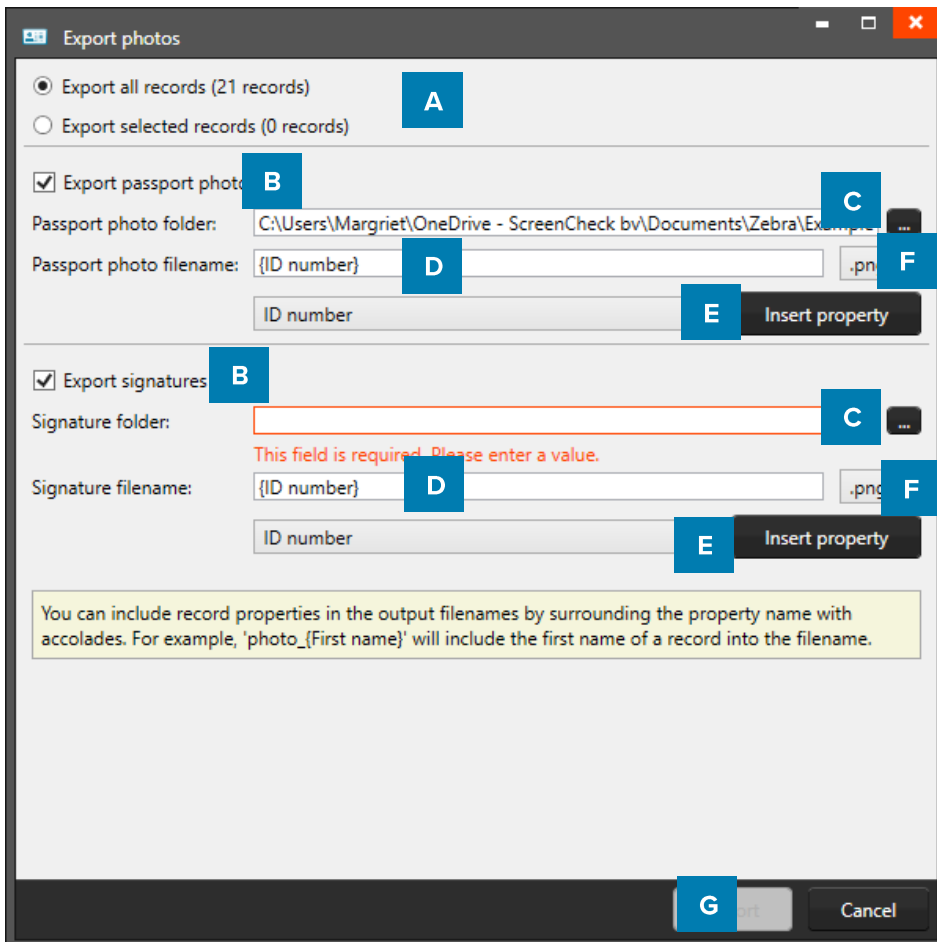 Export photos
Export all records (21 records)
A
Export selected records (0 records)
Export passport photo
B
Passport photo folder:
C:\Users\Margriet\OneDrive - ScreenCheck bv\Documents\Zebra\Example
C
...
Passport photo filename:
{ID number}
D
.png
F
ID number
E
Insert property
Export signatures
B
Signature folder:
C
...
This field is required. Please enter a value.
Signature filename:
{ID number}
D
.png
F
ID number
E
Insert property
You can include record properties in the output filenames by surrounding the property name with
accolades. For example, 'photo_{First name}' will include the first name of a record into the filename.
G
Cancel